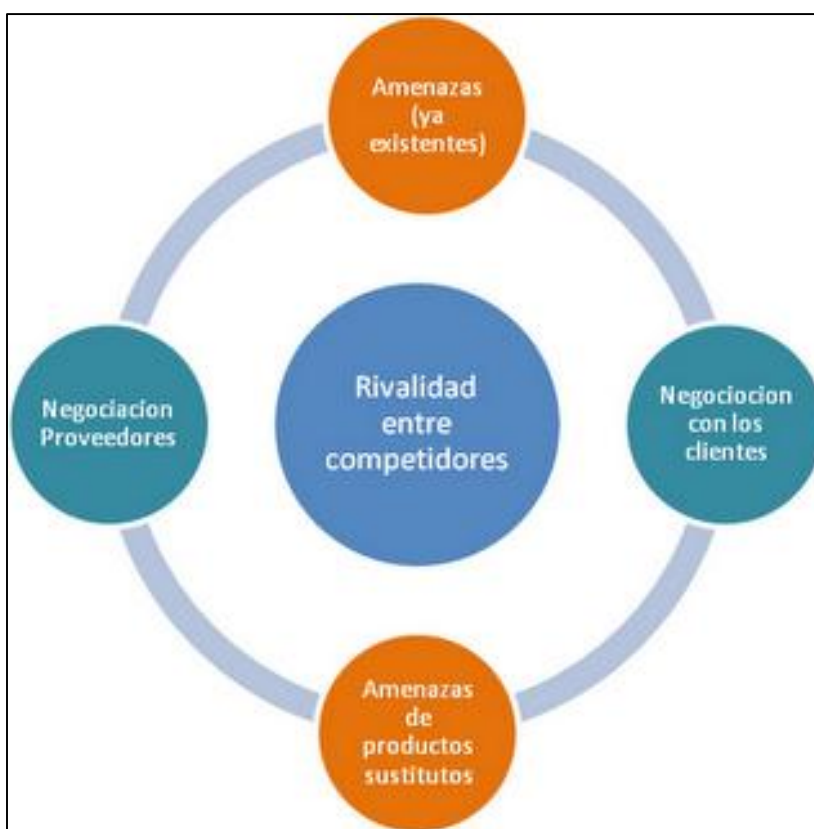 Amenazas
(ya
existentes)
Negociacion
Proveedores
Rivalidad
entre
competidores
Negociocion
con los
clientes
Amenazas
de
productos
sustitutos